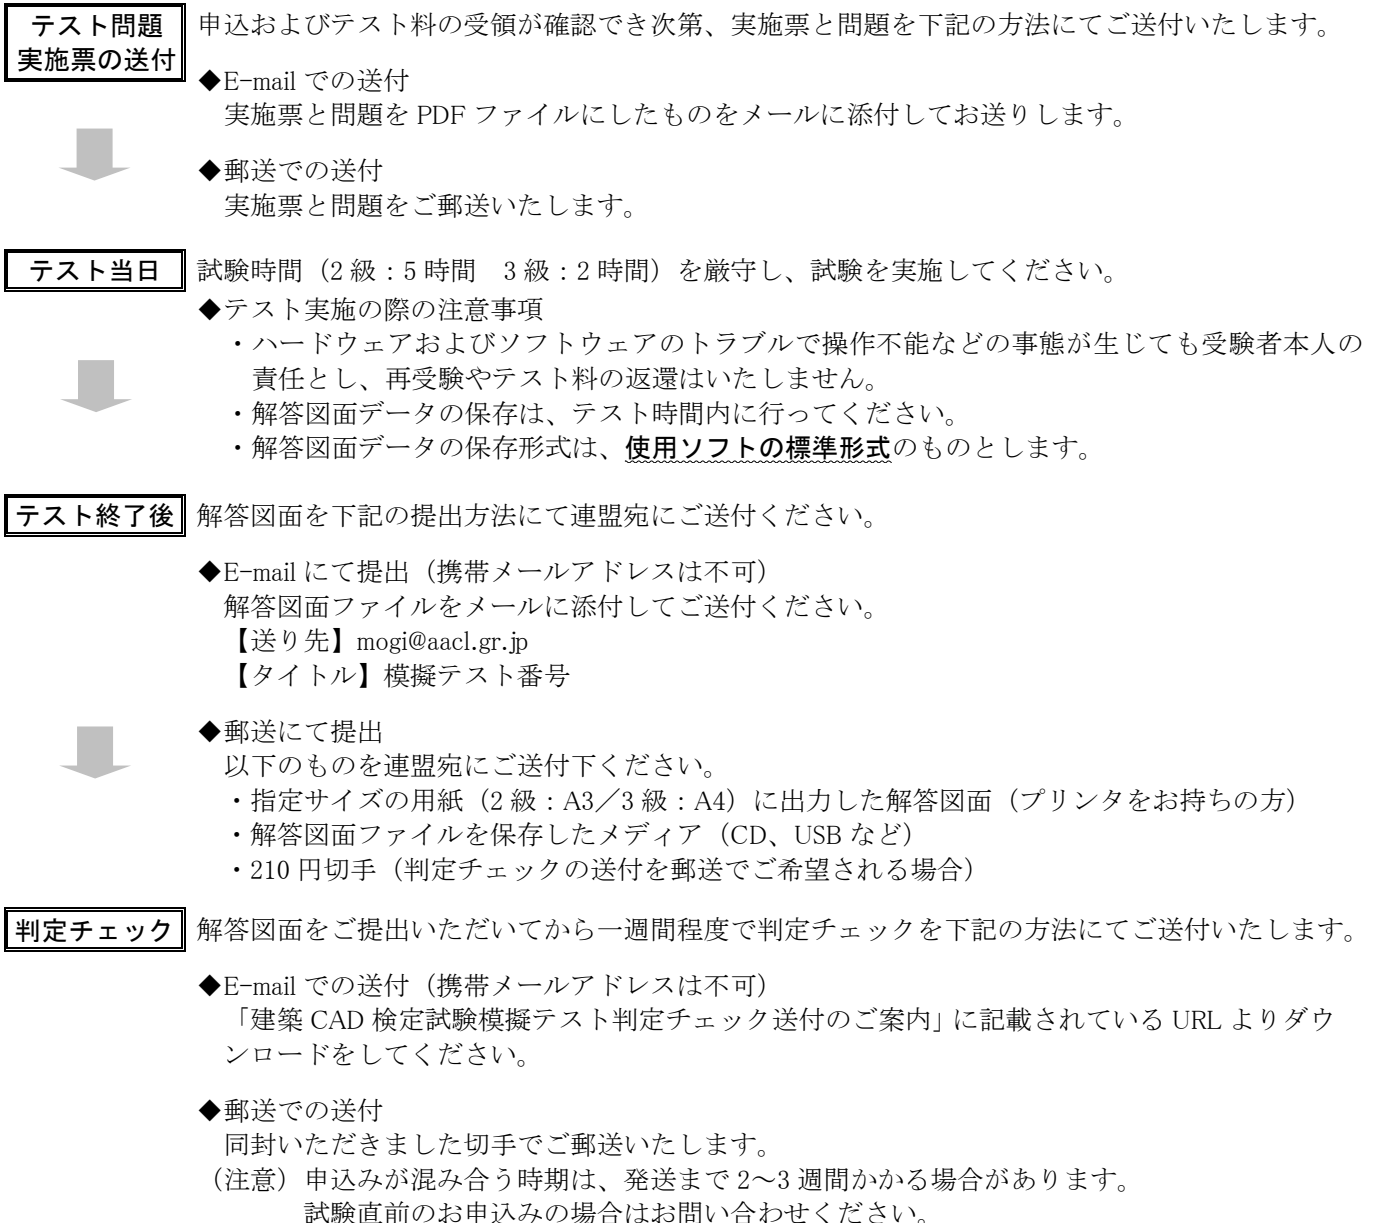 テスト問題
実施票の送付
申込およびテスト料の受領が確認でき次第、実施票と問題を下記の方法にてご送付いたします。
◆E-mail での送付
実施票と問題を PDF ファイルにしたものをメールに添付してお送りします。
◆郵送での送付
実施票と問題をご郵送いたします。
テスト当日
試験時間（2 級：5 時間　3 級：2 時間）を厳守し、試験を実施してください。
◆テスト実施の際の注意事項
・ハードウェアおよびソフトウェアのトラブルで操作不能などの事態が生じても受験者本人の
責任とし、再受験やテスト料の返還はいたしません。
・解答図面データの保存は、テスト時間内に行ってください。
・解答図面データの保存形式は、使用ソフトの標準形式のものとします。
テスト終了後
解答図面を下記の提出方法にて連盟宛にご送付ください。
◆E-mail にて提出（携帯メールアドレスは不可）
解答図面ファイルをメールに添付してご送付ください。
【送り先】mogi@aacl.gr.jp
【タイトル】模擬テスト番号
◆郵送にて提出
以下のものを連盟宛にご送付下ください。
・指定サイズの用紙（2 級：A3／3 級：A4）に出力した解答図面（プリンタをお持ちの方）
・解答図面ファイルを保存したメディア（CD、USB など）
・210 円切手（判定チェックの送付を郵送でご希望される場合）
判定チェック
解答図面をご提出いただいてから一週間程度で判定チェックを下記の方法にてご送付いたします。
◆E-mail での送付（携帯メールアドレスは不可）
「建築 CAD 検定試験模擬テスト判定チェック送付のご案内」に記載されている URL よりダウ
ンロードをしてください。
◆郵送での送付
同封いただきました切手でご郵送いたします。
（注意）申込みが混み合う時期は、発送まで 2～3 週間かかる場合があります。
試験直前のお申込みの場合はお問い合わせください。